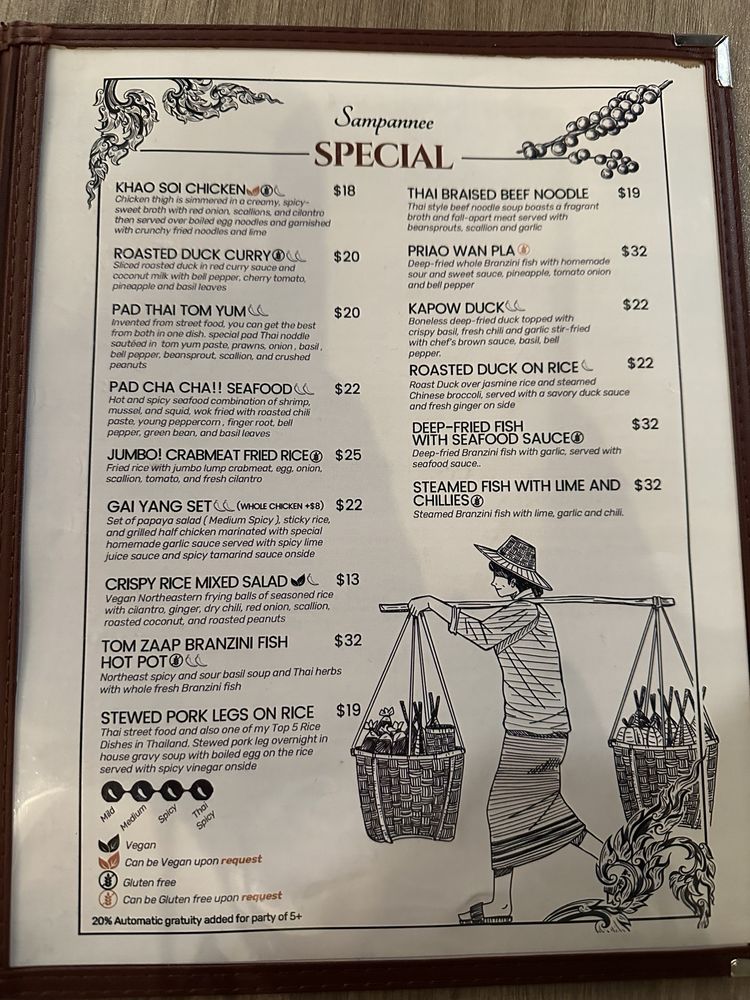 Sampannee
SPECIAL
KHAO SOI CHICKEN $18
Chicken thigh is simmered in a creamy, spicy-
sweet broth with red onion, scallions, and cilantro
then served over boiled egg noodles and garnished
with crunchy fried noodles and lime
ROASTED DUCK CURRY $20
Sliced roasted duck in red curry sauce and
coconut milk with bell pepper, cherry tomato,
pineapple and basil leaves
PAD THAI TOM YUM $20
Invented from street food, you can get the best
from both in one dish. special pad Thai noddle
sautéed in tom yum paste, prawns, onion, basil,
bell pepper, beansprout, scallion, and crushed
peanuts
PAD CHA CHA!! SEAFOOD $22
Hot and spicy seafood combination of shrimp,
mussel, and squid, wok fried with roasted chili
paste, young peppercorn, finger root, bell
pepper, green bean, and basil leaves
JUMBO! CRABMEAT FRIED RICE $25
Fried rice with jumbo lump crabmeat, egg, onion,
scallion, tomato, and fresh cilantro
GAI YANG SET (WHOLE CHICKEN +$8) $22
Set of papaya salad ( Medium Spicy ), sticky rice,
and grilled half chicken marinated with special
homemade garlic sauce served with spicy lime
juice sauce and spicy tamarind sauce onside
CRISPY RICE MIXED SALAD $13
Vegan Northeastern frying balls of seasoned rice
with cilantro, ginger, dry chili, red onion, scallion,
roasted coconut, and roasted peanuts
TOM ZAAP BRANZINI FISH $32
HOT POT
Northeast spicy and sour basil soup and Thai herbs
with whole fresh Branzini fish
STEWED PORK LEGS ON RICE $19
Thai street food and also one of my Top 5 Rice
Dishes in Thailand. Stewed pork leg overnight in
house gravy soup with boiled egg on the rice
served with spicy vinegar onside
Mild Medium Spicy Thai Spicy
Vegan
Can be Vegan upon request
Gluten free
Can be Gluten free upon request
20% Automatic gratuity added for party of 5+
THAI BRAISED BEEF NOODLE $19
Thai style beef noodle soup boasts a fragrant
broth and fall-apart meat served with
beansprouts, scallion and garlic
PRIAO WAN PLA $32
Deep-fried whole Branzini fish with homemade
sour and sweet sauce, pineapple, tomato onion
and bell pepper
KAPOW DUCK $22
Boneless deep-fried duck topped with
crispy basil, fresh chili and garlic stir-fried
with chef's brown sauce, basil, bell
pepper.
ROASTED DUCK ON RICE $22
Roast Duck over jasmine rice and steamed
Chinese broccoli, served with a savory duck sauce
and fresh ginger on side
DEEP-FRIED FISH $32
WITH SEAFOOD SAUCE
Deep-fried Branzini fish with garlic, served with
seafood sauce..
STEAMED FISH WITH LIME AND $32
CHILLIES
Steamed Branzini fish with lime, garlic and chili.